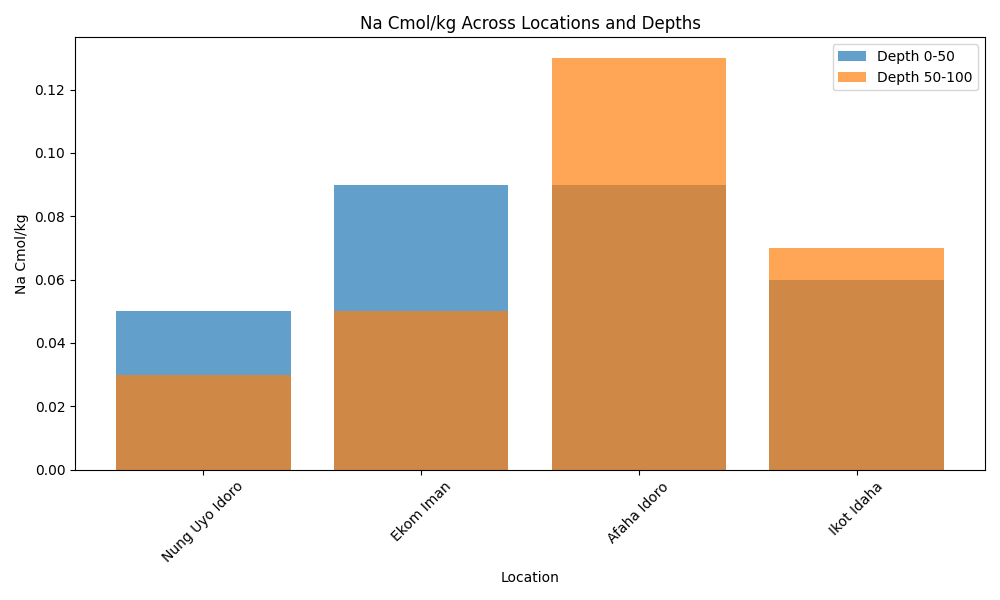 Na Cmol/kg Across Locations and Depths
Depth 0-50
Depth 50-100
Na Cmol/kg
0.12
0.10
0.08
0.06
0.04
0.02
0.00
Nung Uyo Idoro
Ekom Iman
Afaha Idoro
Ikot Idaha
Location